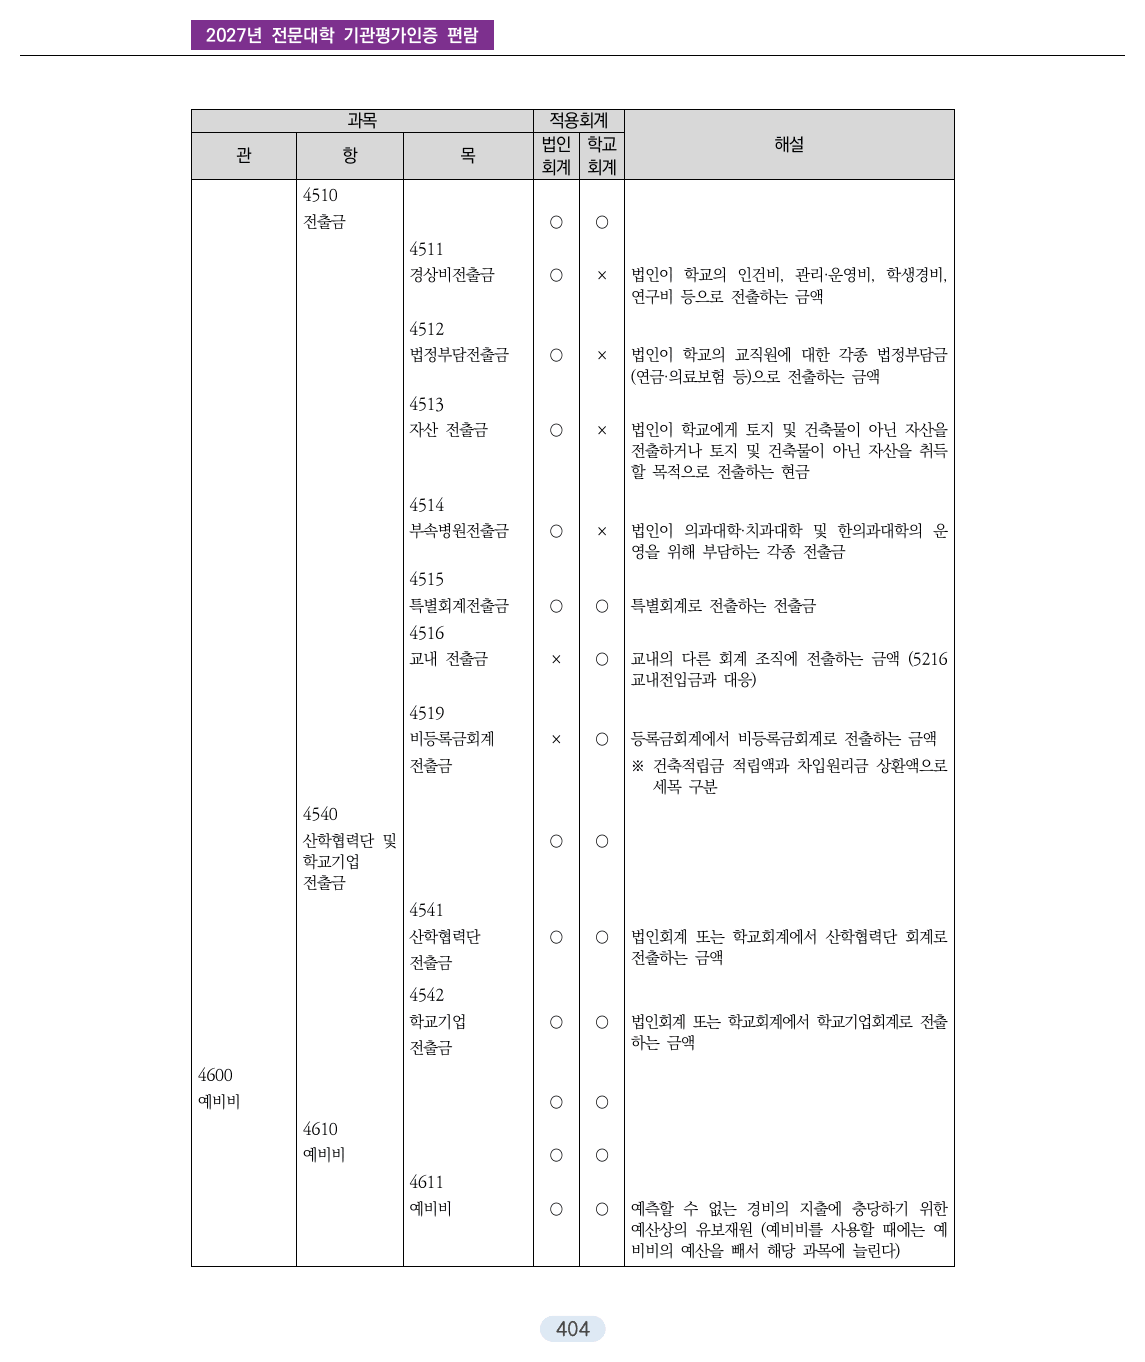 2027년 전문대학 기관평가인증 편람
과목 적용회계 해설
관 항 목 법인 학교
회계 회계
4510
전출금 ○ ○
4511
경상비전출금 ○ × 법인이 학교의 인건비, 관리·운영비, 학생경비,
연구비 등으로 전출하는 금액
4512
법정부담전출금 ○ × 법인이 학교의 교직원에 대한 각종 법정부담금
(연금·의료보험 등)으로 전출하는 금액
4513
자산 전출금 ○ × 법인이 학교에게 토지 및 건축물이 아닌 자산을
전출하거나 토지 및 건축물이 아닌 자산을 취득
할 목적으로 전출하는 현금
4514
부속병원전출금 ○ × 법인이 의과대학·치과대학 및 한의과대학의 운
영을 위해 부담하는 각종 전출금
4515
특별회계전출금 ○ ○ 특별회계로 전출하는 전출금
4516
교내 전출금 × ○ 교내의 다른 회계 조직에 전출하는 금액 (5216
교내전입금과 대응)
4519
비등록금회계 × ○ 등록금회계에서 비등록금회계로 전출하는 금액
전출금 ※ 건축적립금 적립액과 차입원리금 상환액으로
세목 구분
4540
산학협력단 및 ○ ○
학교기업
전출금
4541
산학협력단 ○ ○ 법인회계 또는 학교회계에서 산학협력단 회계로
전출금 전출하는 금액
4542
학교기업 ○ ○ 법인회계 또는 학교회계에서 학교기업회계로 전출
전출금 하는 금액
4600
예비비 ○ ○
4610
예비비 ○ ○
4611
예비비 ○ ○ 예측할 수 없는 경비의 지출에 충당하기 위한
예산상의 유보재원 (예비비를 사용할 때에는 예
비비의 예산을 빼서 해당 과목에 늘린다)
404